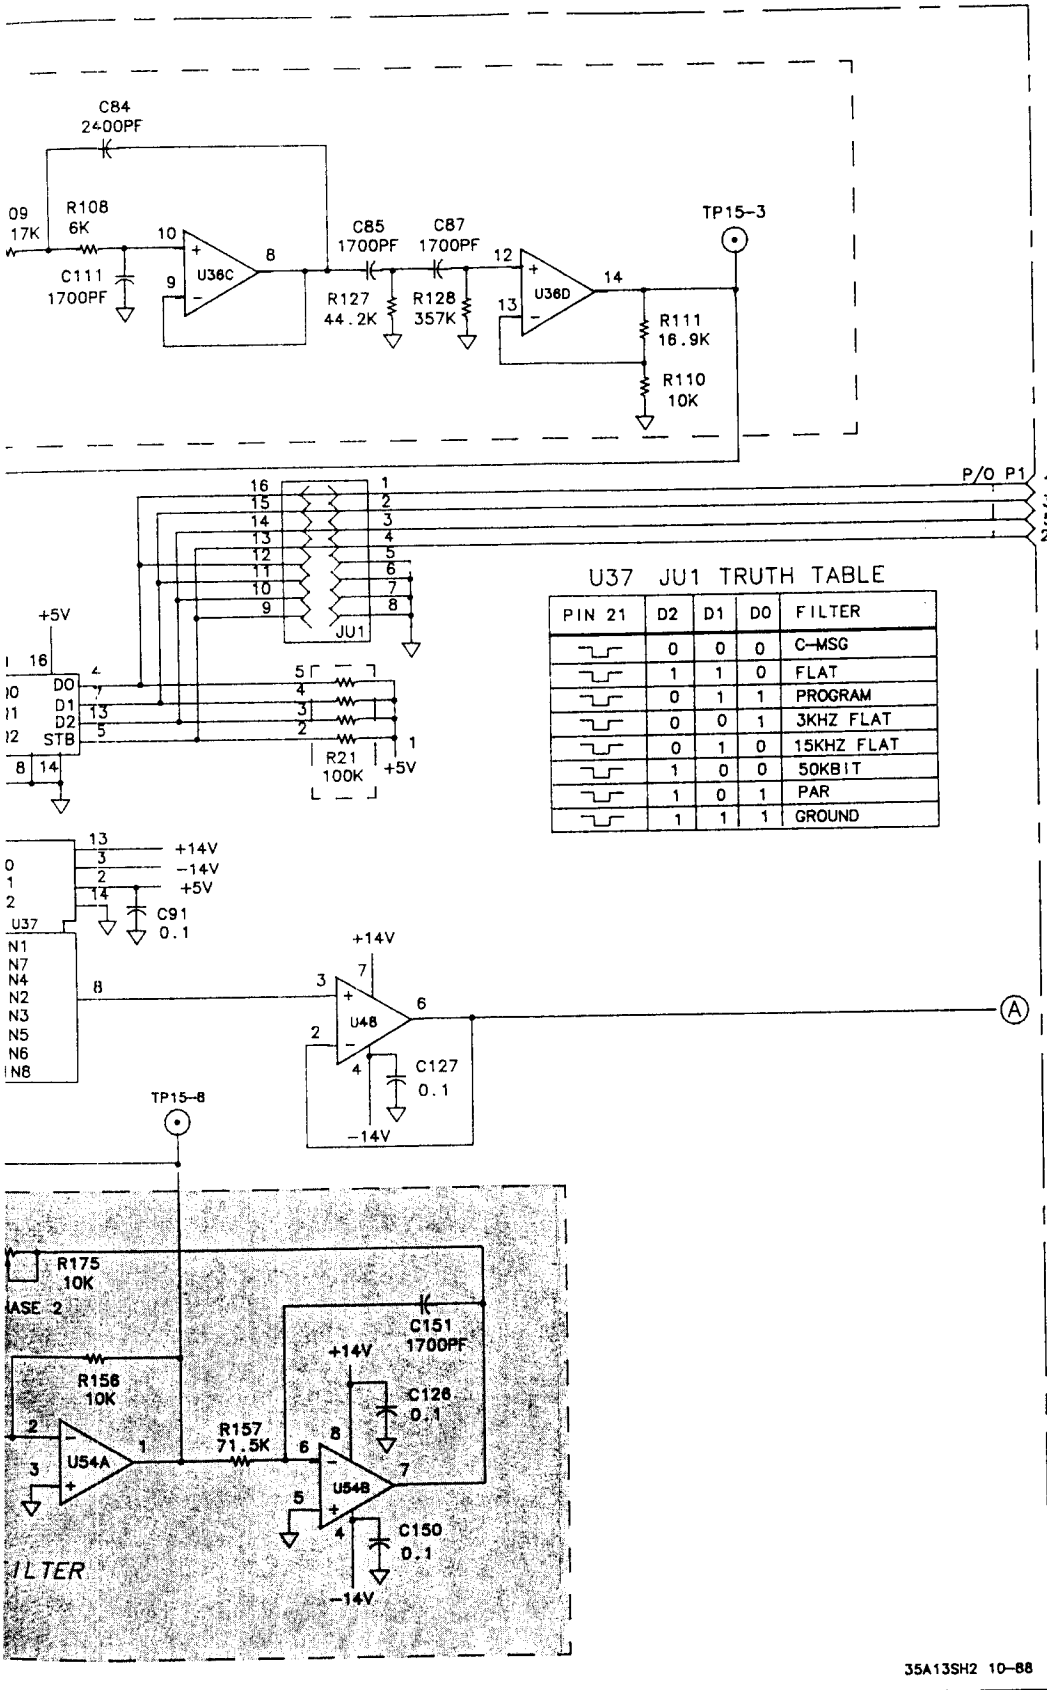 C84
2400PF
09
17K
R108
6K
C111
1700PF
10
9
+
-
8
U36C
C85
1700PF
C87
1700PF
R127
44.2K
R128
357K
12
13
+
-
14
U36D
TP15-3
R111
16.9K
R110
10K
P/O P1
16
15
14
13
12
11
10
9
1
2
3
4
5
6
7
8
JU1
U37 JU1 TRUTH TABLE
PIN 21 D2 D1 D0 FILTER
0 0 0 C-MSG
1 1 0 FLAT
0 1 1 PROGRAM
0 0 1 3KHZ FLAT
0 1 0 15KHZ FLAT
1 0 0 50KBIT
1 0 1 PAR
1 1 1 GROUND
+5V
16
D0 4
D1
D2 13
STB 5
8 14
5
4
3
2
R21
100K
1
+5V
13 +14V
3 -14V
2 +5V
14
C91
0.1
U37
N1
N7
N4
N2
N3
N5
N6
N8
8
+14V
7
3
+
2
-
U48
6
4
C127
0.1
-14V
A
TP15-8
R175
10K
ASE 2
R156
10K
2
-
3
+
U54A
1
R157
71.5K
C151
1700PF
+14V
C126
0.1
8
6
-
5
+
U54B
7
4
C150
0.1
-14V
ILTER
35A13SH2 10-88